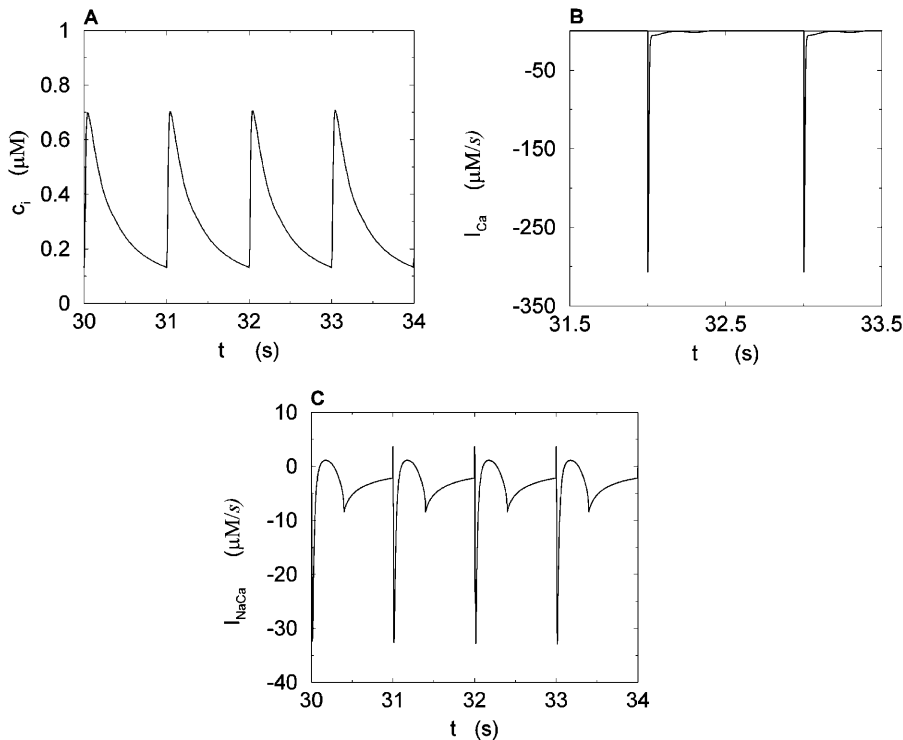 A
1
0.8
0.6
0.4
0.2
0
c_i (μM)
30 31 32 33 34
t (s)
B
-50
-150
-250
-350
I_Ca (μM/s)
31.5 32.5 33.5
t (s)
C
10
0
-10
-20
-30
-40
I_NaCa (μM/s)
30 31 32 33 34
t (s)